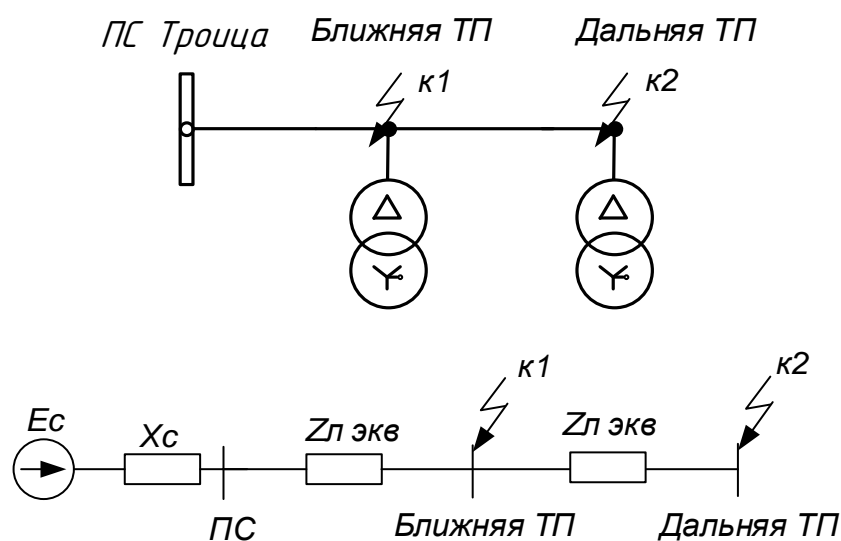 ПС Троица
Ближняя ТП
Дальняя ТП
к1
к2
к1
к2
Ес
Хс
Zл экв
Zл экв
ПС
Ближняя ТП
Дальняя ТП